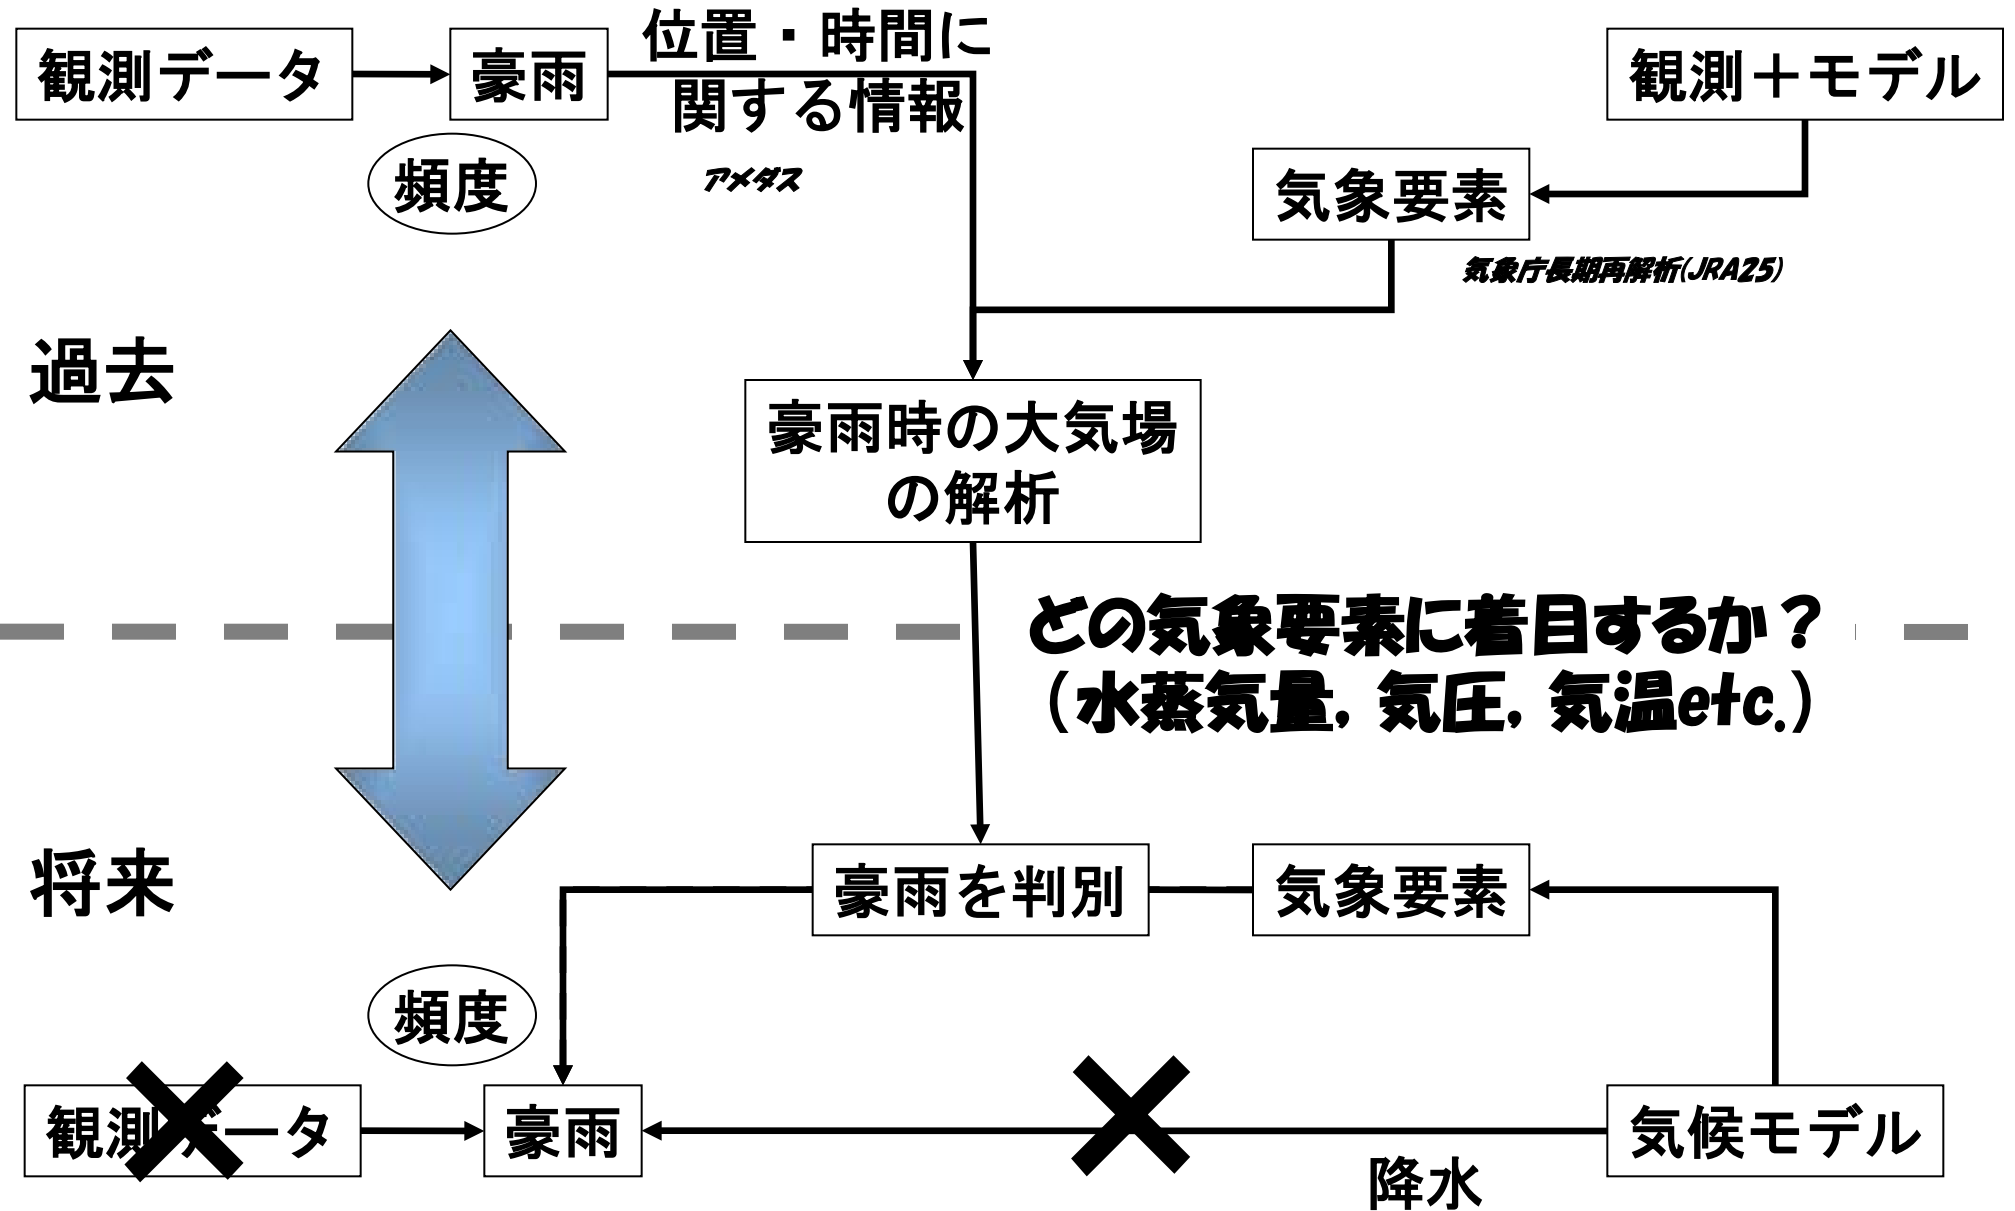 観測データ
豪雨
位置・時間に
関する情報
観測＋モデル
頻度
アメダス
気象要素
気象庁長期再解析(JRA25)
過去
豪雨時の大気場
の解析
どの気象要素に着目するか？
（水蒸気量，気圧，気温etc.）
将来
豪雨を判別
気象要素
頻度
観測データ
豪雨
気候モデル
降水